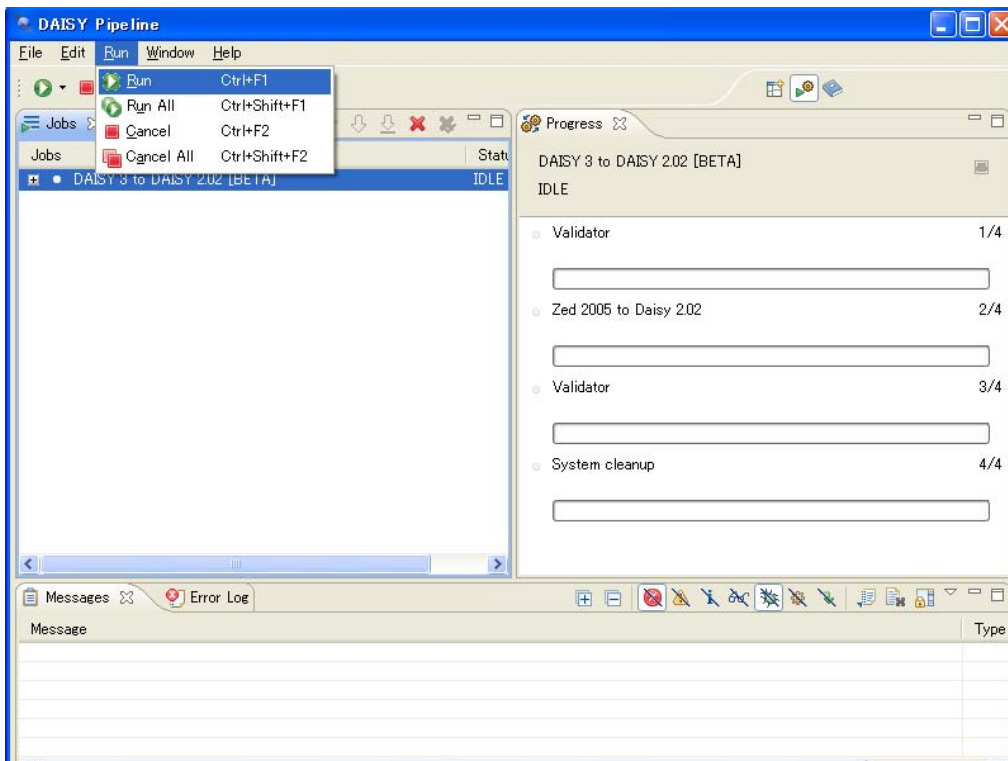 DAISY Pipeline
File Edit Run Window Help
Run Ctrl+F1
Run All Ctrl+Shift+F1
Cancel Ctrl+F2
Cancel All Ctrl+Shift+F2
Jobs
Jobs Statu
DAISY 3 to DAISY 2.02 [BETA] IDLE
Progress
DAISY 3 to DAISY 2.02 [BETA]
IDLE
Validator 1/4
Zed 2005 to Daisy 2.02 2/4
Validator 3/4
System cleanup 4/4
Messages Error Log
Message Type